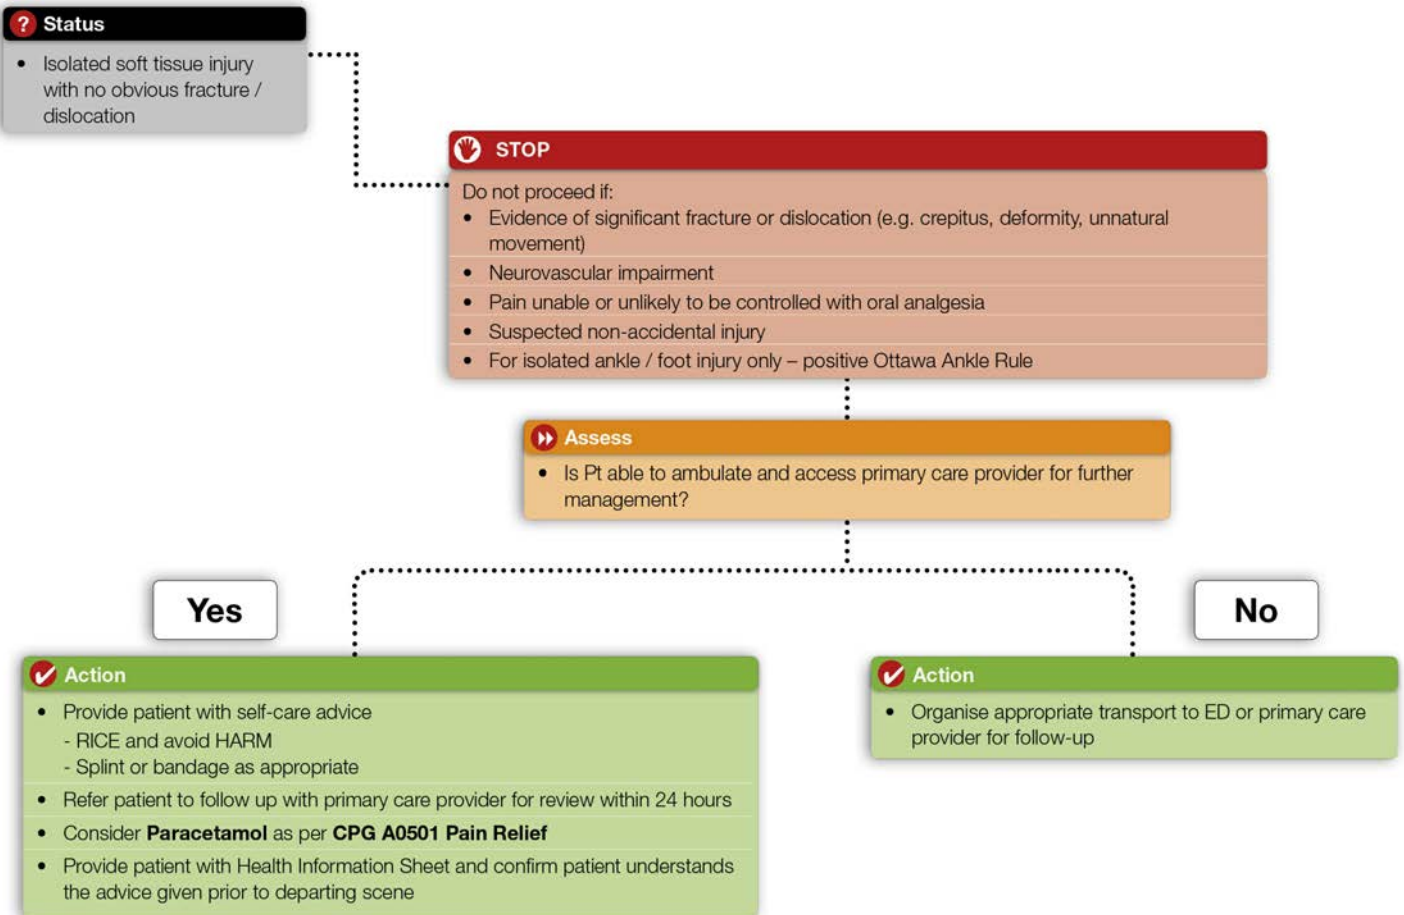 ? Status
• Isolated soft tissue injury
with no obvious fracture /
dislocation
STOP
Do not proceed if:
• Evidence of significant fracture or dislocation (e.g. crepitus, deformity, unnatural
movement)
• Neurovascular impairment
• Pain unable or unlikely to be controlled with oral analgesia
• Suspected non-accidental injury
• For isolated ankle / foot injury only – positive Ottawa Ankle Rule
Assess
• Is Pt able to ambulate and access primary care provider for further
management?
Yes
No
Action
• Provide patient with self-care advice
- RICE and avoid HARM
- Splint or bandage as appropriate
• Refer patient to follow up with primary care provider for review within 24 hours
• Consider Paracetamol as per CPG A0501 Pain Relief
• Provide patient with Health Information Sheet and confirm patient understands
the advice given prior to departing scene
Action
• Organise appropriate transport to ED or primary care
provider for follow-up